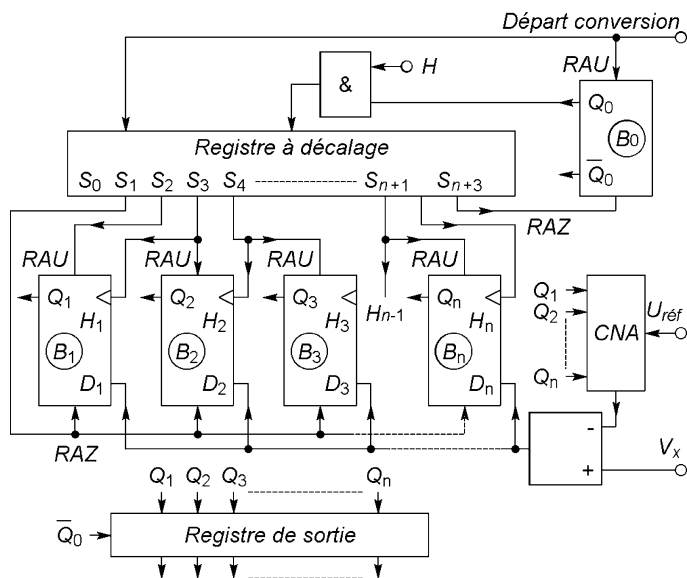 Départ conversion
RAU
& H Q0
B0
Registre à décalage
Q̅0
S0 S1 S2 S3 S4 Sn+1 Sn+3
RAZ
RAU RAU RAU RAU
Q1 Q2 Q3 Hn-1 Qn
H1 H2 H3 Hn
B1 B2 B3 Bn
D1 D2 D3 Dn
Q1
Q2
Qn
CNA
Uréf
-
+
Vx
RAZ
Q1 Q2 Q3 Qn
Q̅0 Registre de sortie